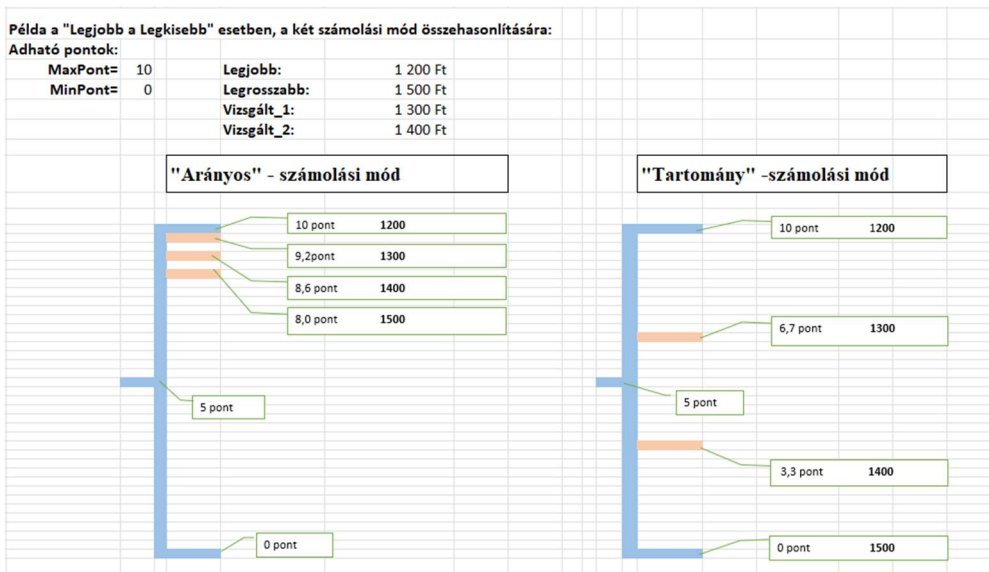 Példa a "Legjobb a Legkisebb" esetben, a két számolási mód összehasonlítására:
Adható pontok:
MaxPont= 10 Legjobb: 1 200 Ft
MinPont= 0 Legrosszabb: 1 500 Ft
Vizsgált_1: 1 300 Ft
Vizsgált_2: 1 400 Ft
"Arányos" - számolási mód
10 pont 1200
9,2pont 1300
8,6 pont 1400
8,0 pont 1500
5 pont
0 pont
"Tartomány" -számolási mód
10 pont 1200
6,7 pont 1300
5 pont
3,3 pont 1400
0 pont 1500